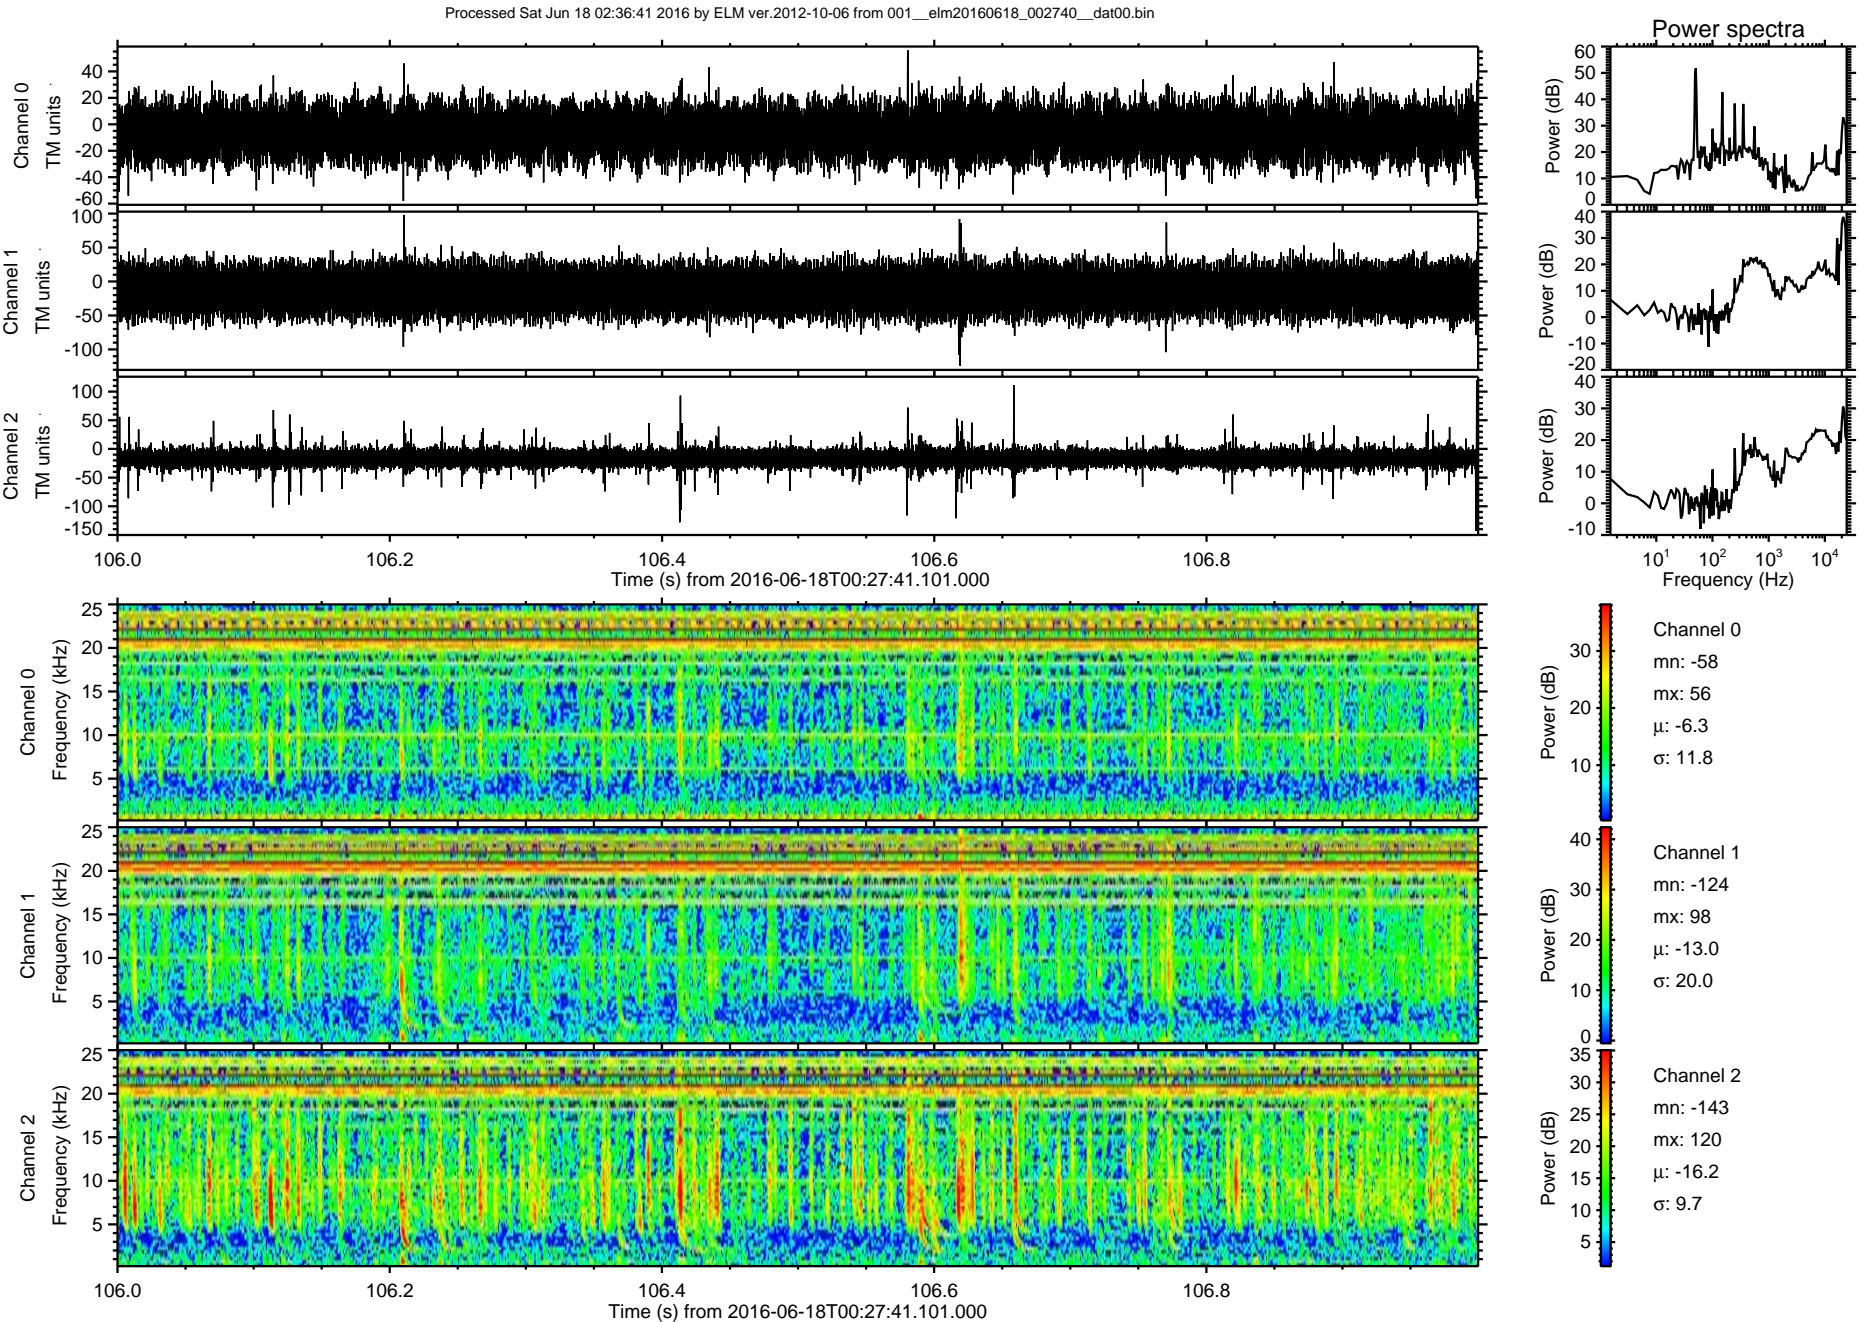 Processed Sat Jun 18 02:36:41 2016 by ELM ver.2012-10-06 from 001__elm20160618_002740__dat00.bin
Power spectra
Channel 0
TM units
40
20
0
-20
-40
-60
Power (dB)
60
50
40
30
20
10
0
Channel 1
TM units
100
50
0
-50
-100
Power (dB)
40
30
20
10
0
-10
-20
Channel 2
TM units
100
50
0
-50
-100
-150
Power (dB)
40
30
20
10
0
-10
106.0 106.2 106.4 106.6 106.8
Time (s) from 2016-06-18T00:27:41.101.000
10¹ 10² 10³ 10⁴
Frequency (Hz)
Channel 0
Frequency (kHz)
25
20
15
10
5
Power (dB)
30
20
10
Channel 0
mn: -58
mx: 56
μ: -6.3
σ: 11.8
Channel 1
Frequency (kHz)
25
20
15
10
5
Power (dB)
40
30
20
10
0
Channel 1
mn: -124
mx: 98
μ: -13.0
σ: 20.0
Channel 2
Frequency (kHz)
25
20
15
10
5
Power (dB)
35
30
25
20
15
10
5
Channel 2
mn: -143
mx: 120
μ: -16.2
σ: 9.7
106.0 106.2 106.4 106.6 106.8
Time (s) from 2016-06-18T00:27:41.101.000